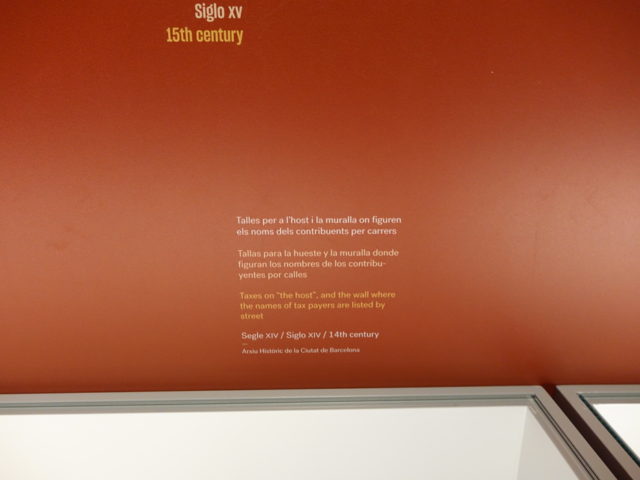 Siglo XV
15th century
Talles per a l'host i la muralla on figuren
els noms dels contribuents per carrers
Tallas para la hueste y la muralla donde
figuran los nombres de los contribu-
yentes por calles
Taxes on "the host", and the wall where
the names of tax payers are listed by
street
Segle XIV / Siglo XIV / 14th century
Arxiu Històric de la Ciutat de Barcelona